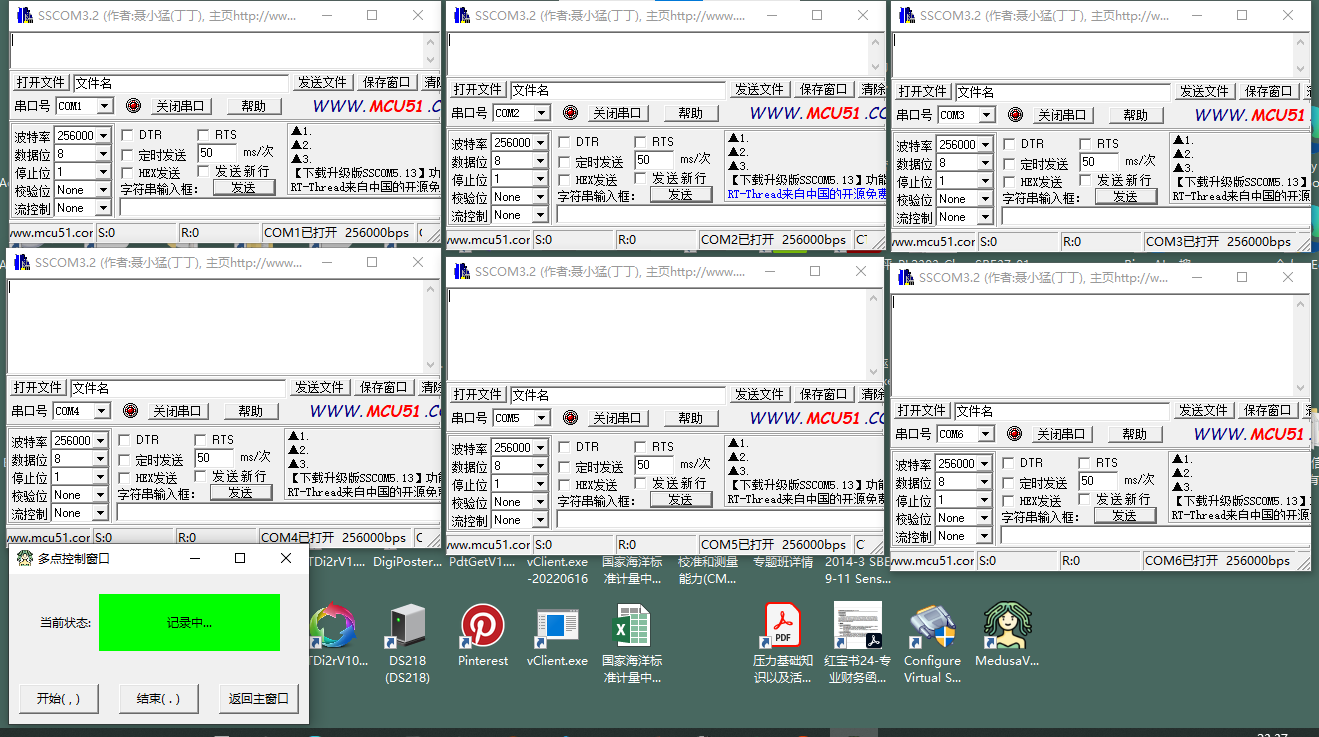 SSCOM3.2 (作者:聂小猛(丁丁), 主页http://www...
打开文件 文件名 发送文件 保存窗口 清除
串口号 COM1 关闭串口 帮助 WWW.MCU51.C
波特率 256000 DTR RTS
数据位 8 定时发送 50 ms/次
停止位 1 HEX发送 发送新行
校验位 None 字符串输入框: 发送
流控制 None
▲1.
▲2.
▲3.
【下载升级版SSCOM5.13】功
RT-Thread来自中国的开源免
www.mcu51.cor S:0 R:0 COM1已打开 256000bps
SSCOM3.2 (作者:聂小猛(丁丁), 主页http://www....
打开文件 文件名 发送文件 保存窗口 清除
串口号 COM2 关闭串口 帮助 WWW.MCU51.CO
波特率 256000 DTR RTS
数据位 8 定时发送 50 ms/次
停止位 1 HEX发送 发送新行
校验位 None 字符串输入框: 发送
流控制 None
▲1.
▲2.
▲3.
【下载升级版SSCOM5.13】功能
RT-Thread来自中国的开源免费
www.mcu51.cor S:0 R:0 COM2已打开 256000bps
SSCOM3.2 (作者:聂小猛(丁丁), 主页http://w...
打开文件 文件名 发送文件 保存窗口
串口号 COM3 关闭串口 帮助 WWW.MCU51
波特率 256000 DTR RTS
数据位 8 定时发送 50 ms/次
停止位 1 HEX发送 发送新行
校验位 None 字符串输入框: 发送
流控制 None
▲1.
▲2.
▲3.
【下载升级版SSCOM5.13】
RT-Thread来自中国的开源免
www.mcu51.cor S:0 R:0 COM3已打开 256000bps
SSCOM3.2 (作者:聂小猛(丁丁), 主页http://www...
打开文件 文件名 发送文件 保存窗口 清除
串口号 COM4 关闭串口 帮助 WWW.MCU51.CO
波特率 256000 DTR RTS
数据位 8 定时发送 50 ms/次
停止位 1 HEX发送 发送新行
校验位 None 字符串输入框: 发送
流控制 None
▲1.
▲2.
▲3.
【下载升级版SSCOM5.13】功能
RT-Thread来自中国的开源免
www.mcu51.cor S:0 R:0 COM4已打开 256000bps
SSCOM3.2 (作者:聂小猛(丁丁), 主页http://www....
打开文件 文件名 发送文件 保存窗口 清除
串口号 COM5 关闭串口 帮助 WWW.MCU51.CO
波特率 256000 DTR RTS
数据位 8 定时发送 50 ms/次
停止位 1 HEX发送 发送新行
校验位 None 字符串输入框: 发送
流控制 None
▲1.
▲2.
▲3.
【下载升级版SSCOM5.13】功能
RT-Thread来自中国的开源免费
www.mcu51.cor S:0 R:0 COM5已打开 256000bps
SSCOM3.2 (作者:聂小猛(丁丁), 主页http://w...
打开文件 文件名 发送文件 保存窗口
串口号 COM6 关闭串口 帮助 WWW.MCU51
波特率 256000 DTR RTS
数据位 8 定时发送 50 ms/次
停止位 1 HEX发送 发送新行
校验位 None 字符串输入框: 发送
流控制 None
▲1.
▲2.
▲3.
【下载升级版SSCOM5.13】
RT-Thread来自中国的开源免
www.mcu51.cor S:0 R:0 COM6已打开 256000bps
多点控制窗口
当前状态: 记录中...
开始( , ) 结束( . ) 返回主窗口
TDi2rV1... DigiPoster... PdtGetV1.... vClient.exe
-20220616
国家海洋标
准计量中...
校准和测量
能力(CM...
专题班详情
2014-3 SBE
9-11 Sens...
TDi2rV10...
DS218
(DS218)
Pinterest
vClient.exe
国家海洋标
准计量中...
PDF
压力基础知
识以及活...
红宝书24-专
业财务函...
Configure
Virtual S...
MedusaV...